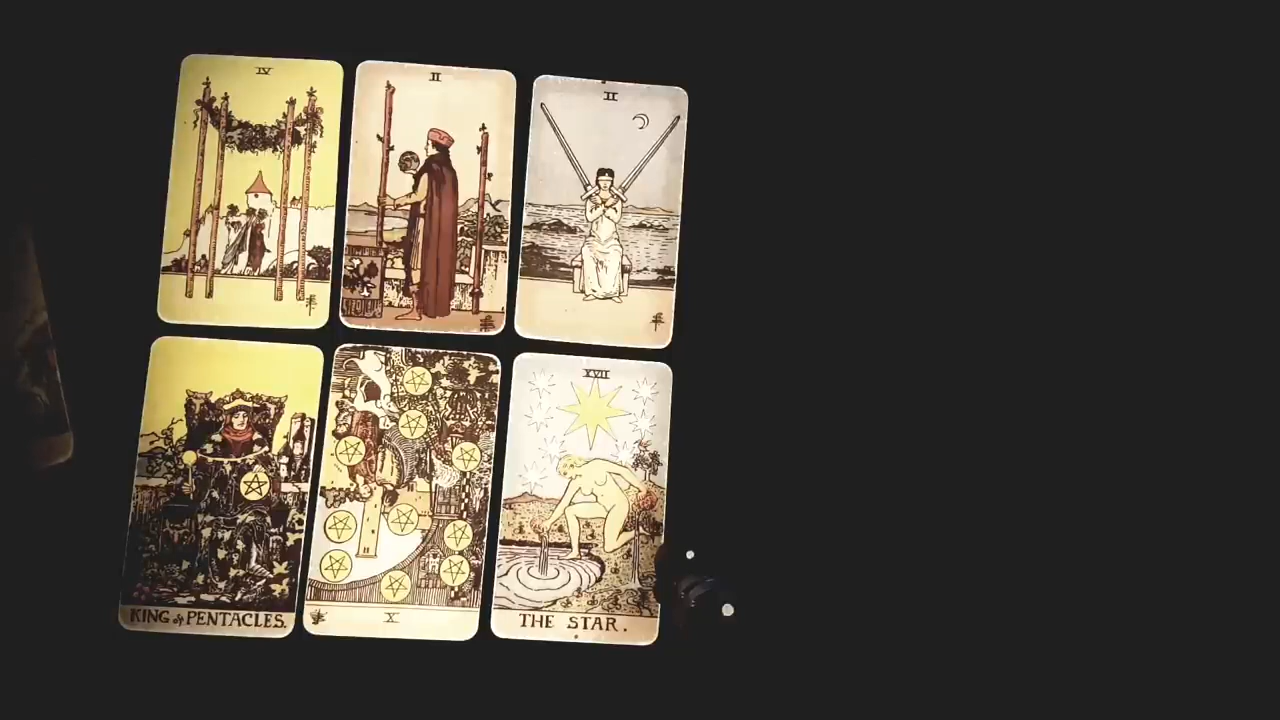 IV
II
II
XVII
KING of PENTACLES.
X
THE STAR.